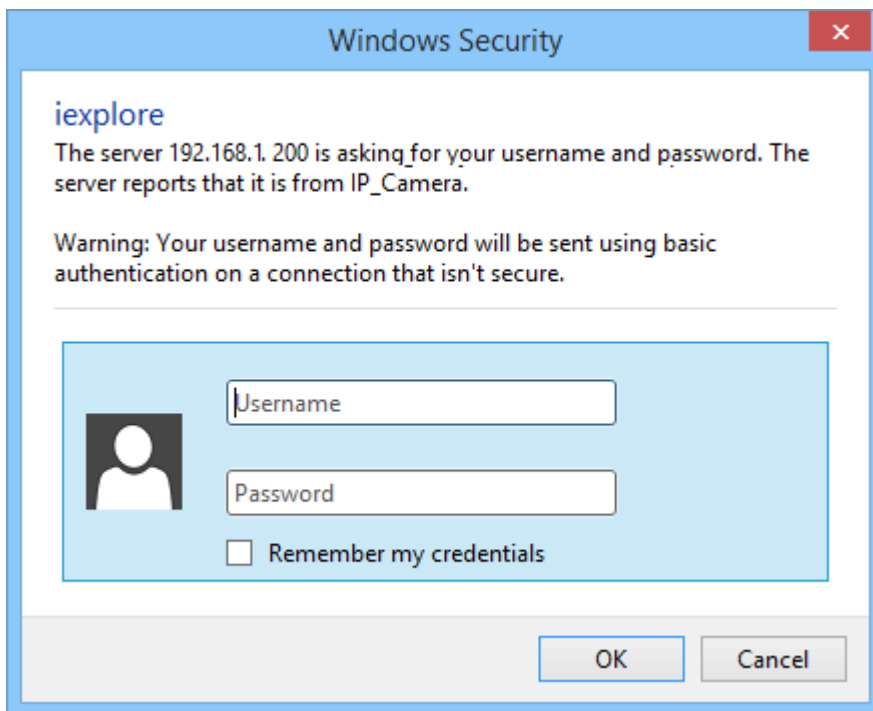 Windows Security
iexplore
The server 192.168.1. 200 is asking for your username and password. The
server reports that it is from IP_Camera.
Warning: Your username and password will be sent using basic
authentication on a connection that isn't secure.
Username
Password
Remember my credentials
OK
Cancel